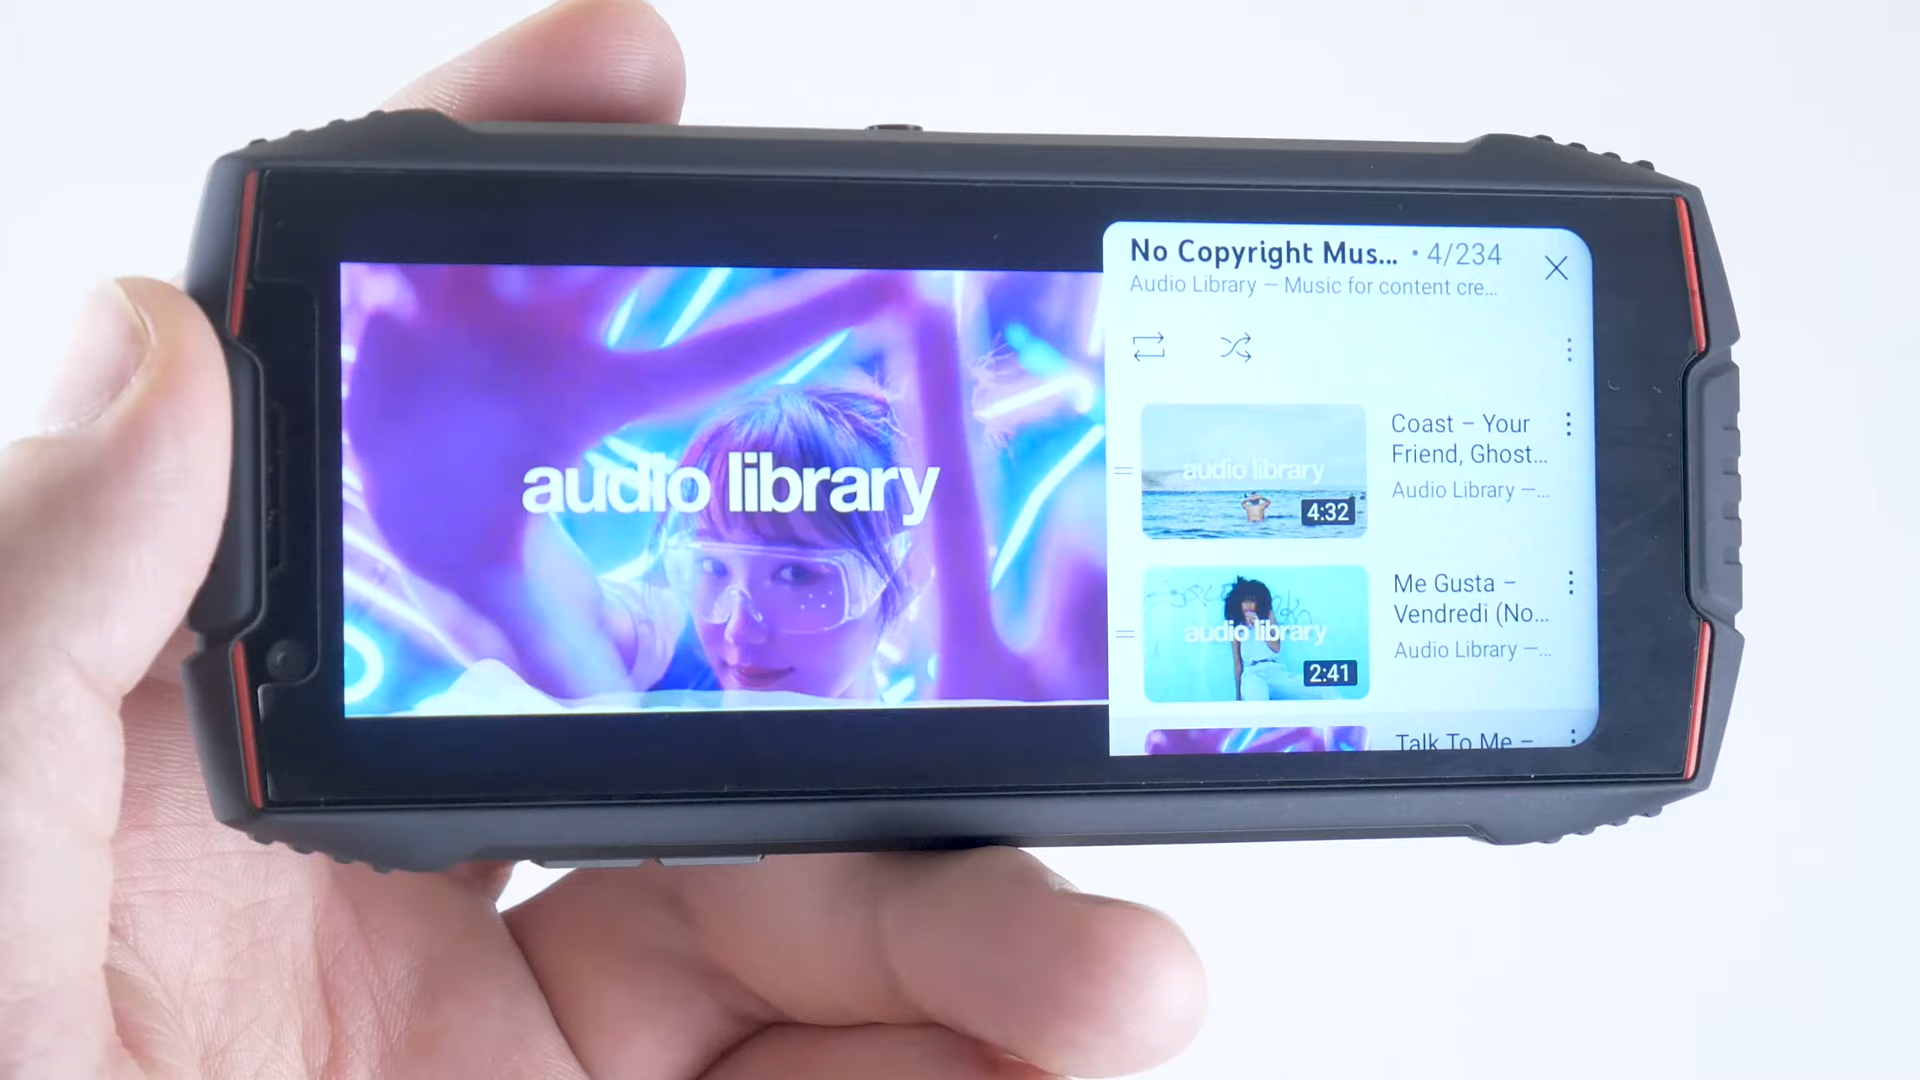 audio library
No Copyright Mus... • 4/234
Audio Library – Music for content cre...
audio library
4:32
Coast – Your
Friend, Ghost...
Audio Library –...
audio library
2:41
Me Gusta –
Vendredi (No...
Audio Library –...
Talk To Me –